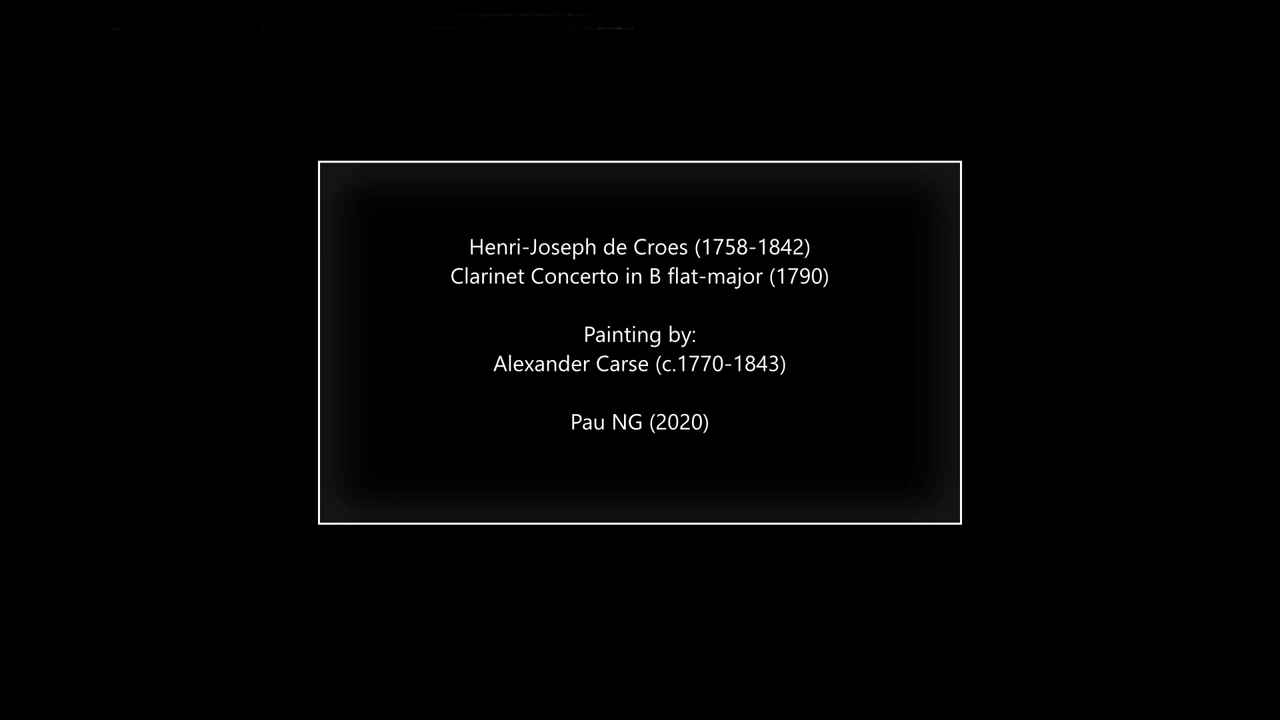 Henri-Joseph de Croes (1758-1842)
Clarinet Concerto in B flat-major (1790)
Painting by:
Alexander Carse (c.1770-1843)
Pau NG (2020)